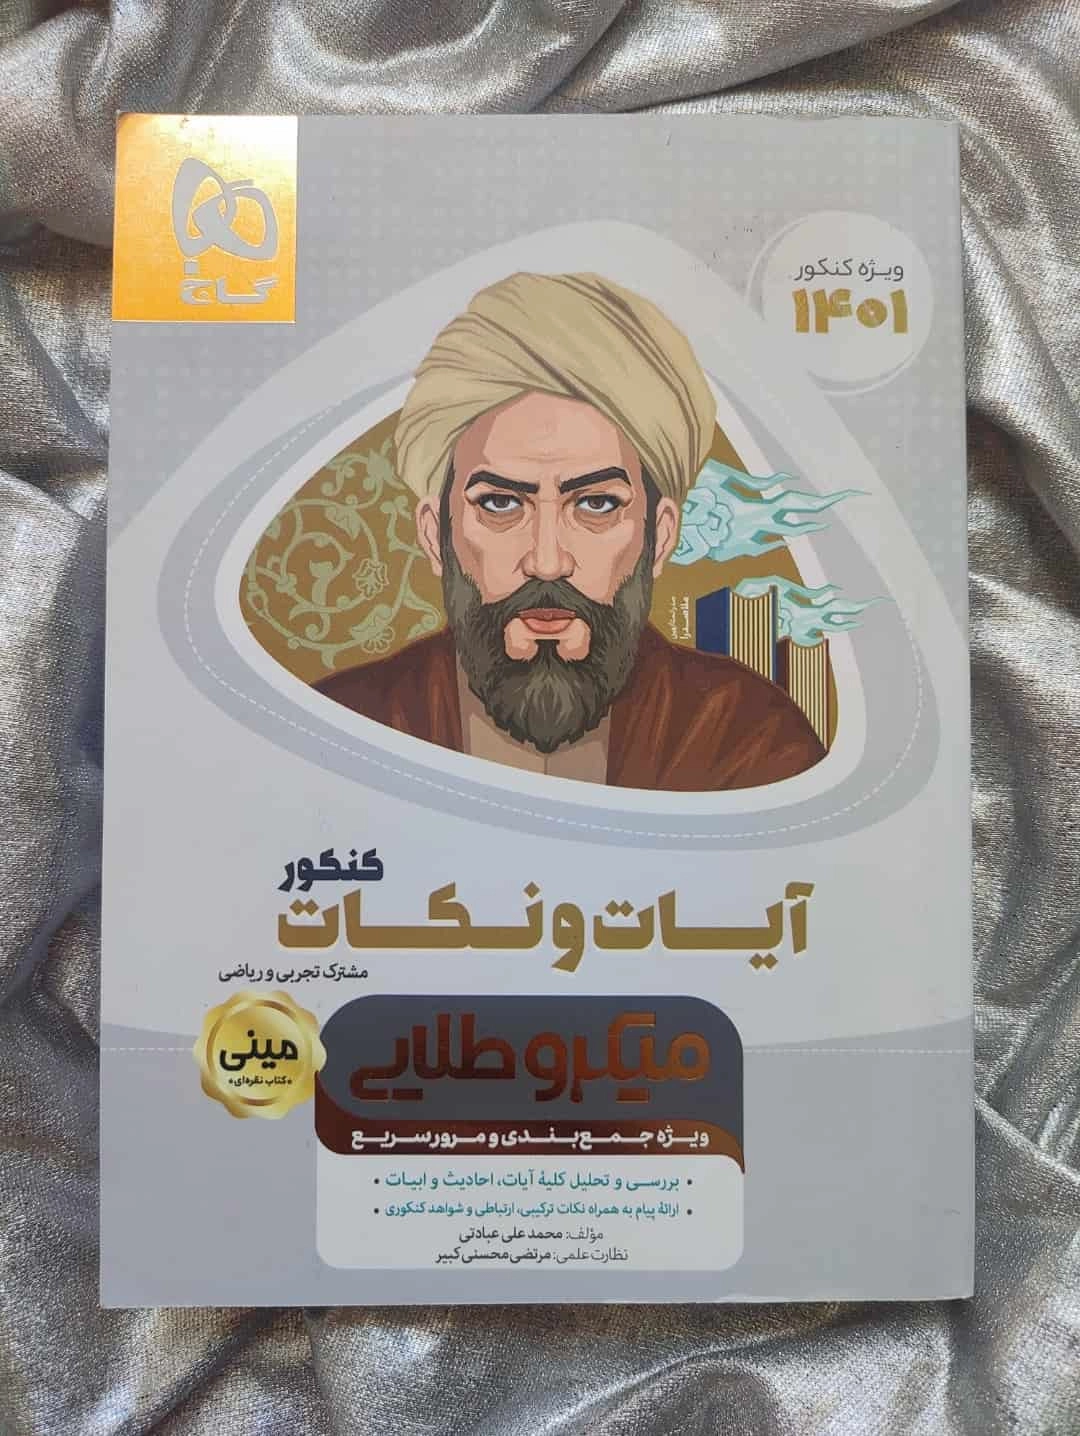 گاج
ویژه کنکور
۱۴۰۱
ملاصدرا
کنکور
آیات و نکات
مشترک تجربی و ریاضی
مینی
• کتاب نقره‌ای •
میکرو طلایی
ویژه جمع‌بندی و مرور سریع
• بررسی و تحلیل کلیهٔ آیات، احادیث و ابیات •
• ارائهٔ پیام به همراه نکات ترکیبی، ارتباطی و شواهد کنکوری •
مؤلف: محمد علی عبادتی
نظارت علمی: مرتضی محسنی کبیر